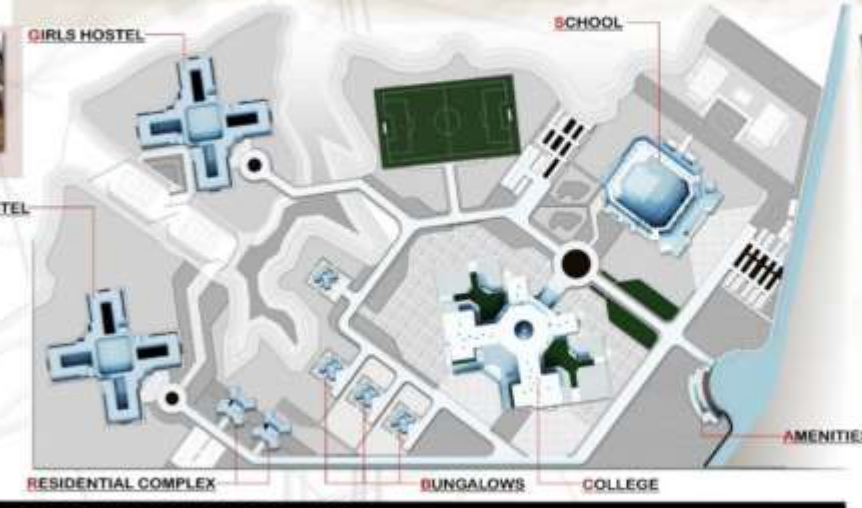 SCHOOL
GIRLS HOSTEL
TEL
AMENITIES
RESIDENTIAL COMPLEX
BUNGALOWS
COLLEGE